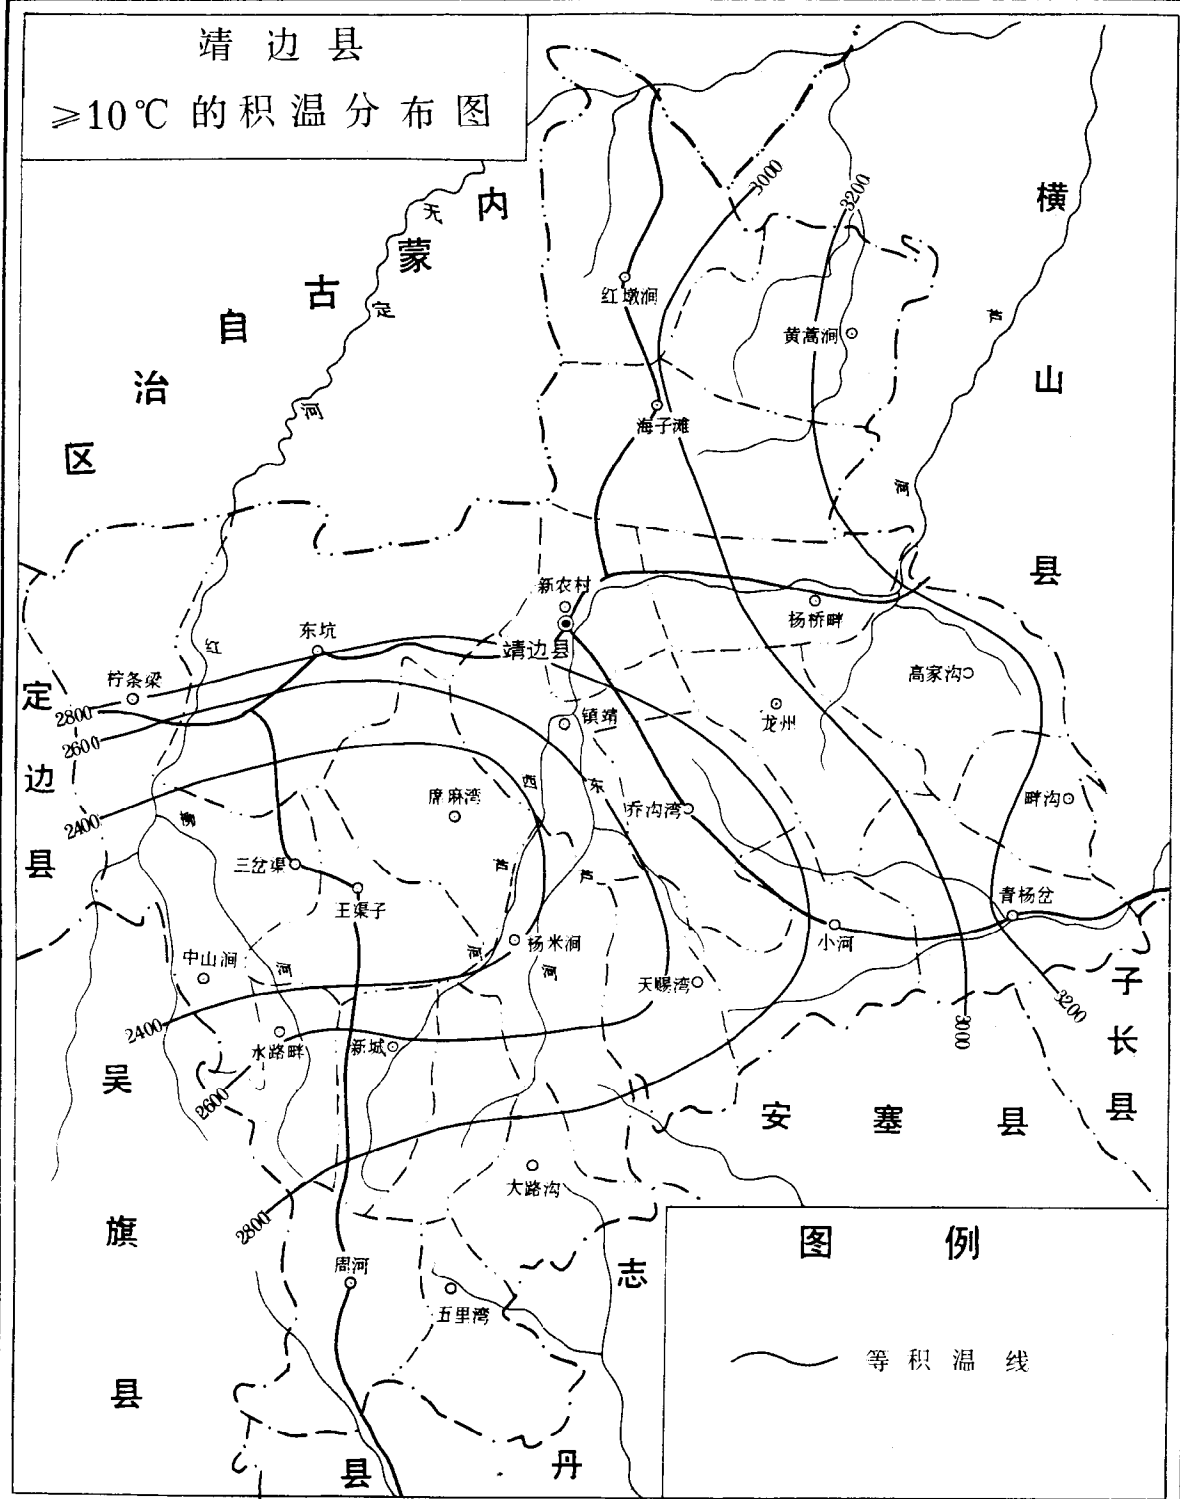 靖边县
≥10℃的积温分布图
内
蒙
古
自
治
区
无
定
河
横
山
县
3000
3200
红墩涧
黄蒿涧
海子滩
芦
河
新农村
杨桥畔
靖边县
东坑
红
柠条梁
高家沟
龙州
镇靖
定
边
县
2800
2600
2400
西
东
席麻湾
乔沟湾
畔沟
柳
三岔渠
芦
芦
王渠子
青杨岔
小河
杨米涧
河
河
河
中山涧
天赐湾
子
长
县
2400
水路畔
新城
3000
3200
2600
吴
旗
县
安塞县
大路沟
2800
周河
五里湾
志
丹
县
图例
等积温线